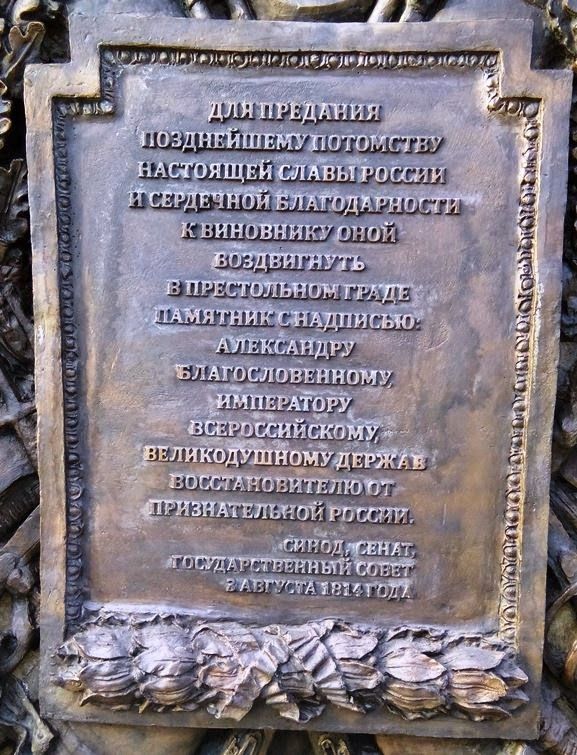 ДЛЯ ПРЕДАНИЯ
ПОЗДНЕЙШЕМУ ПОТОМСТВУ
НАСТОЯЩЕЙ СЛАВЫ РОССИИ
И СЕРДЕЧНОЙ БЛАГОДАРНОСТИ
К ВИНОВНИКУ ОНОЙ
ВОЗДВИГНУТЬ
В ПРЕСТОЛЬНОМ ГРАДЕ
ПАМЯТНИК С НАДПИСЬЮ:
АЛЕКСАНДРУ
БЛАГОСЛОВЕННОМУ,
ИМПЕРАТОРУ
ВСЕРОССИЙСКОМУ,
ВЕЛИКОДУШНОМУ ДЕРЖАВ
ВОССТАНОВИТЕЛЮ ОТ
ПРИЗНАТЕЛЬНОЙ РОССИИ.
СИНОД, СЕНАТ,
ГОСУДАРСТВЕННЫЙ СОВЕТ
2 АВГУСТА 1814 ГОДА